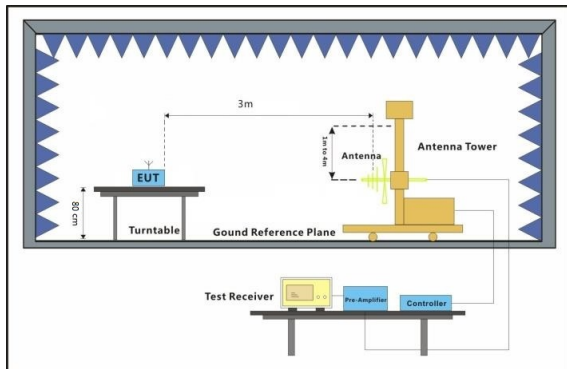 3m
1m to 4m
Antenna
Antenna Tower
EUT
80 cm
Turntable
Gound Reference Plane
Test Receiver
Pre-Amplifier
Controller